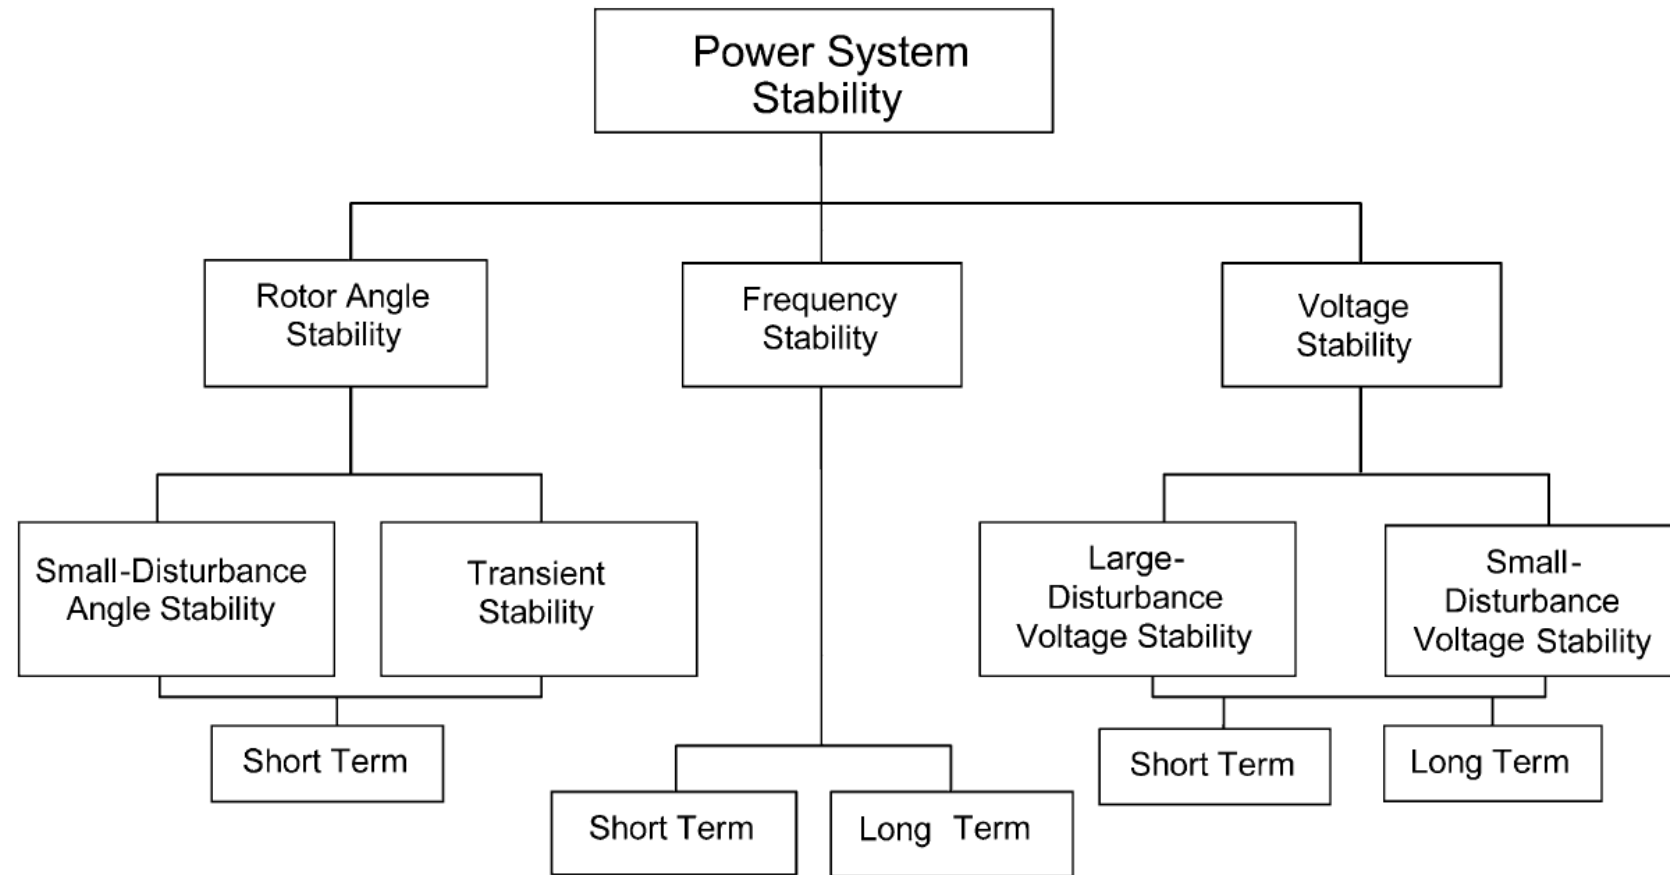 Power System
Stability
Rotor Angle
Stability
Frequency
Stability
Voltage
Stability
Small-Disturbance
Angle Stability
Transient
Stability
Large-
Disturbance
Voltage Stability
Small-
Disturbance
Voltage Stability
Short Term
Short Term
Long Term
Short Term
Long Term